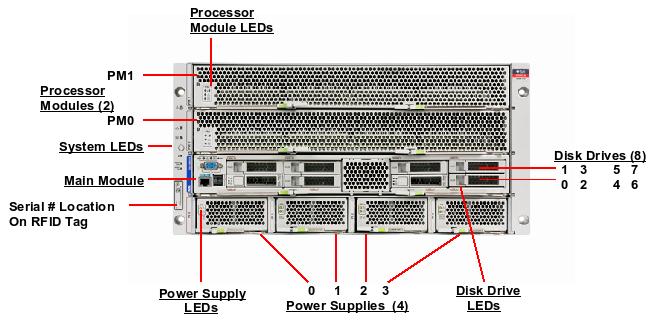 Processor
Module LEDs
PM1
Processor
Modules (2)
PM0
System LEDs
Main Module
Serial # Location
On RFID Tag
Disk Drives (8)
1 3 5 7
0 2 4 6
0 1 2 3
Power Supplies (4)
Power Supply
LEDs
Disk Drive
LEDs